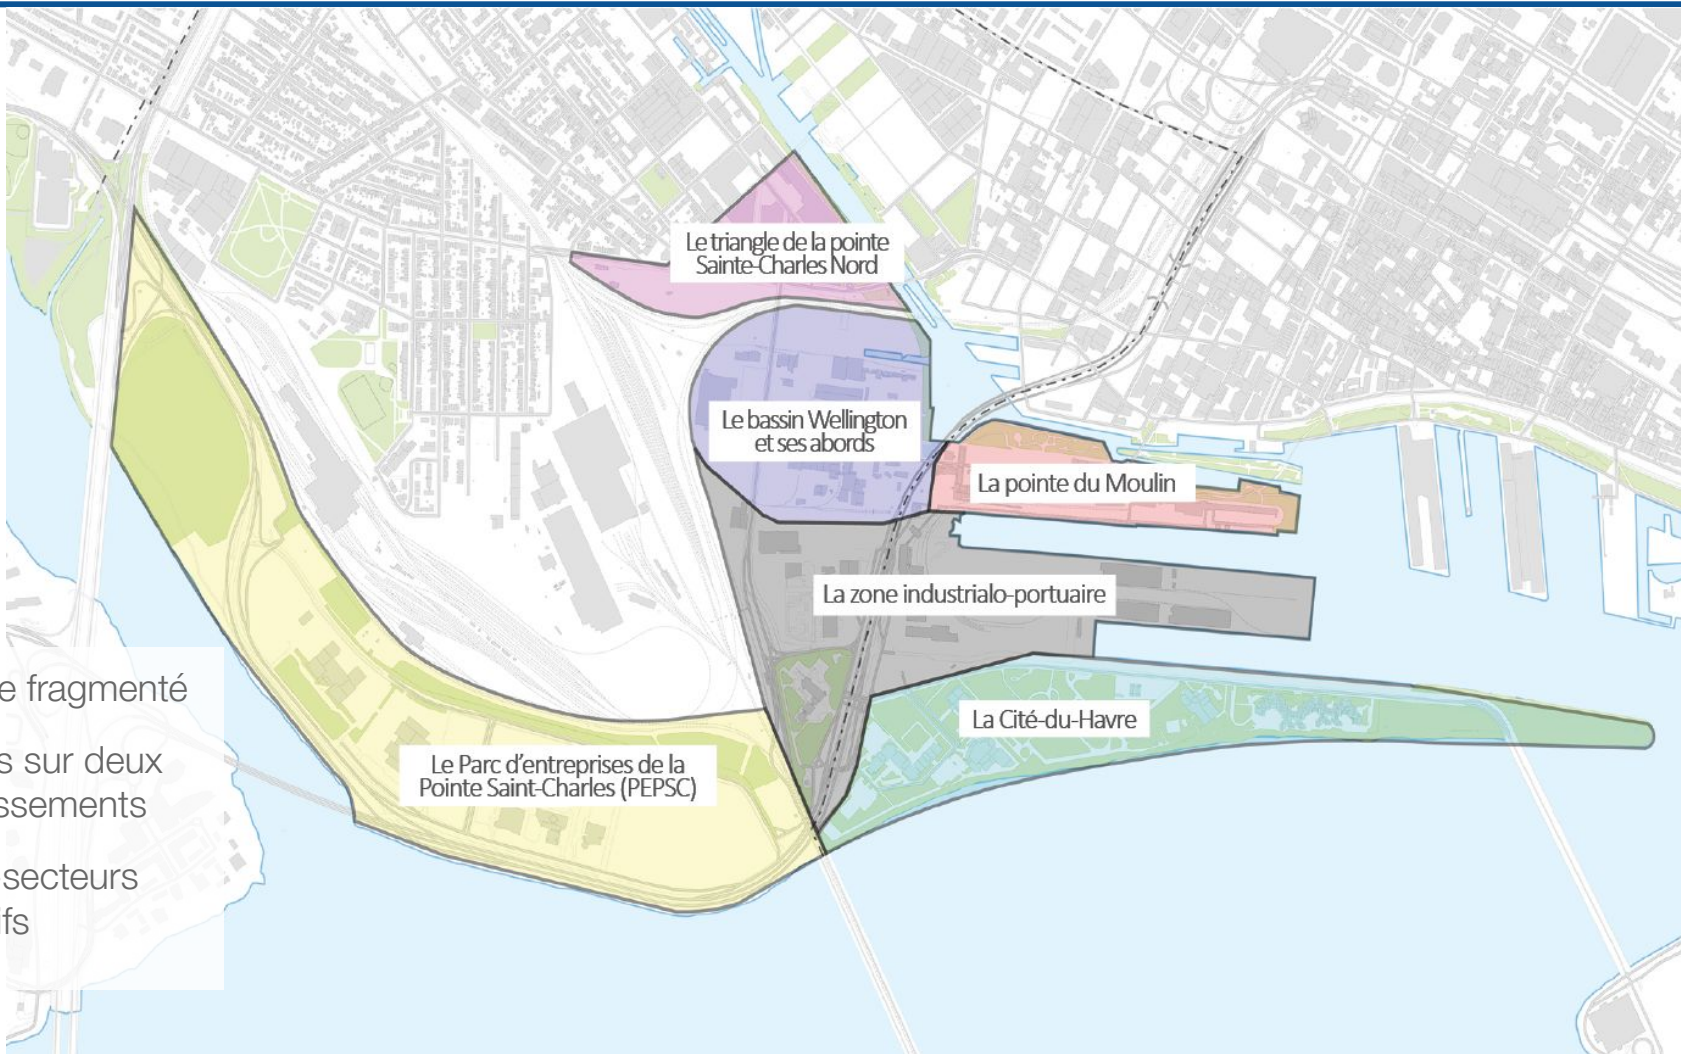 Le triangle de la pointe
Sainte-Charles Nord
Le bassin Wellington
et ses abords
La pointe du Moulin
La zone industrialo-portuaire
La Cité-du-Havre
Le Parc d'entreprises de la
Pointe Saint-Charles (PEPSC)
fragmenté
sur deux
secteurs